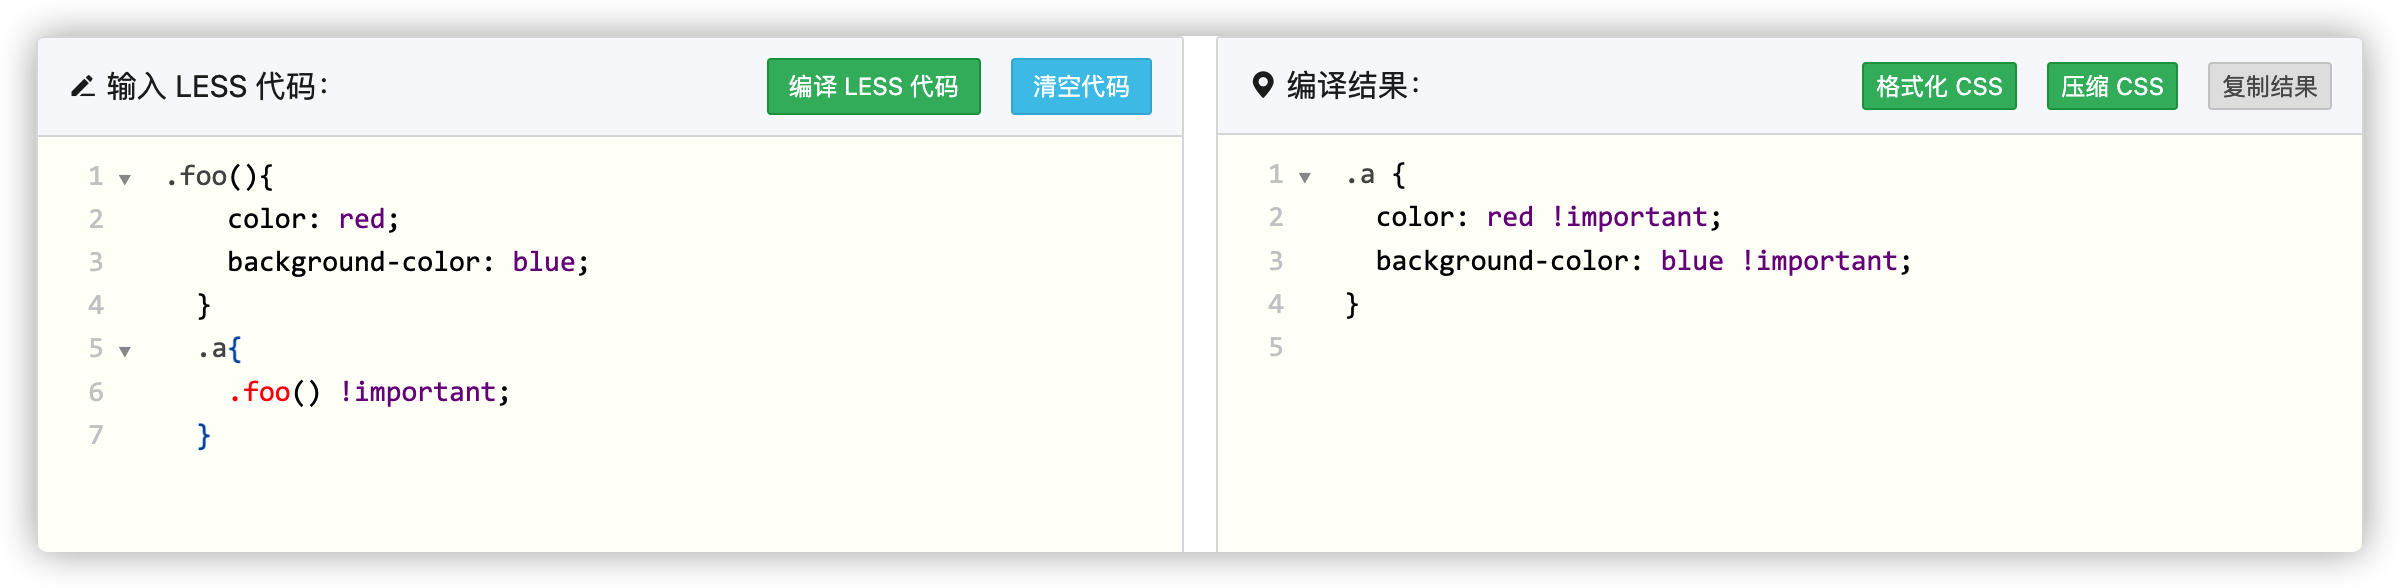 输入 LESS 代码：
编译 LESS 代码
清空代码
1 .foo(){
2 color: red;
3 background-color: blue;
4 }
5 .a{
6 .foo() !important;
7 }
编译结果：
格式化 CSS
压缩 CSS
复制结果
1 .a {
2 color: red !important;
3 background-color: blue !important;
4 }
5